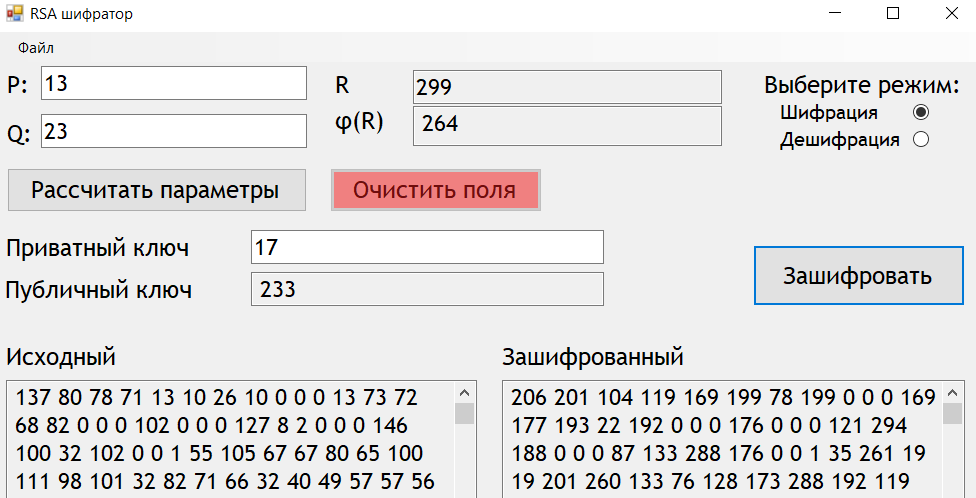 RSA шифратор
Файл
P: 13
R 299
Выберите режим:
Шифрация
φ(R) 264
Q: 23
Дешифрация
Рассчитать параметры
Очистить поля
Приватный ключ 17
Публичный ключ 233
Зашифровать
Исходный
137 80 78 71 13 10 26 10 0 0 0 13 73 72
68 82 0 0 0 102 0 0 0 127 8 2 0 0 0 146
100 32 102 0 0 1 55 105 67 67 80 65 100
111 98 101 32 82 71 66 32 40 49 57 57 56
Зашифрованный
206 201 104 119 169 199 78 199 0 0 0 169
177 193 22 192 0 0 0 176 0 0 0 121 294
188 0 0 0 87 133 288 176 0 0 1 35 261 19
19 201 260 133 76 128 173 288 192 119